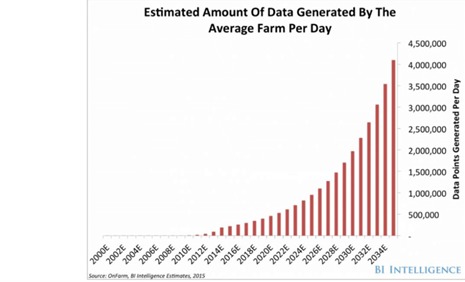 Estimated Amount Of Data Generated By The
Average Farm Per Day
4,500,000
4,000,000
3,500,000
3,000,000
2,500,000
2,000,000
1,500,000
1,000,000
500,000
-
Data Points Generated Per Day
2000E
2002E
2004E
2006E
2008E
2010E
2012E
2014E
2016E
2018E
2020E
2022E
2024E
2026E
2028E
2030E
2032E
2034E
Source: OnFarm, BI Intelligence Estimates, 2015
BI INTELLIGENCE